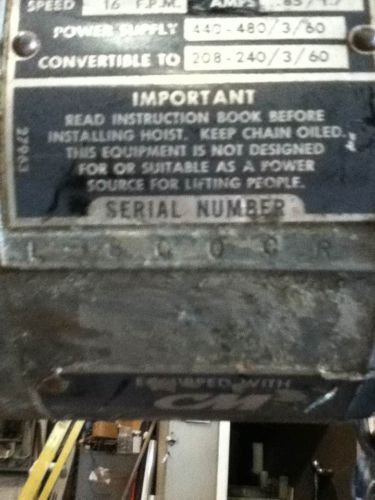 SPEED 16 F.P.M. AMPS
POWER SUPPLY 440-480/3/60
CONVERTIBLE TO 208-240/3/60
IMPORTANT
READ INSTRUCTION BOOK BEFORE
INSTALLING HOIST. KEEP CHAIN OILED.
THIS EQUIPMENT IS NOT DESIGNED
FOR OR SUITABLE AS A POWER
SOURCE FOR LIFTING PEOPLE.
27963
SERIAL NUMBER
EQUIPPED WITH
CM